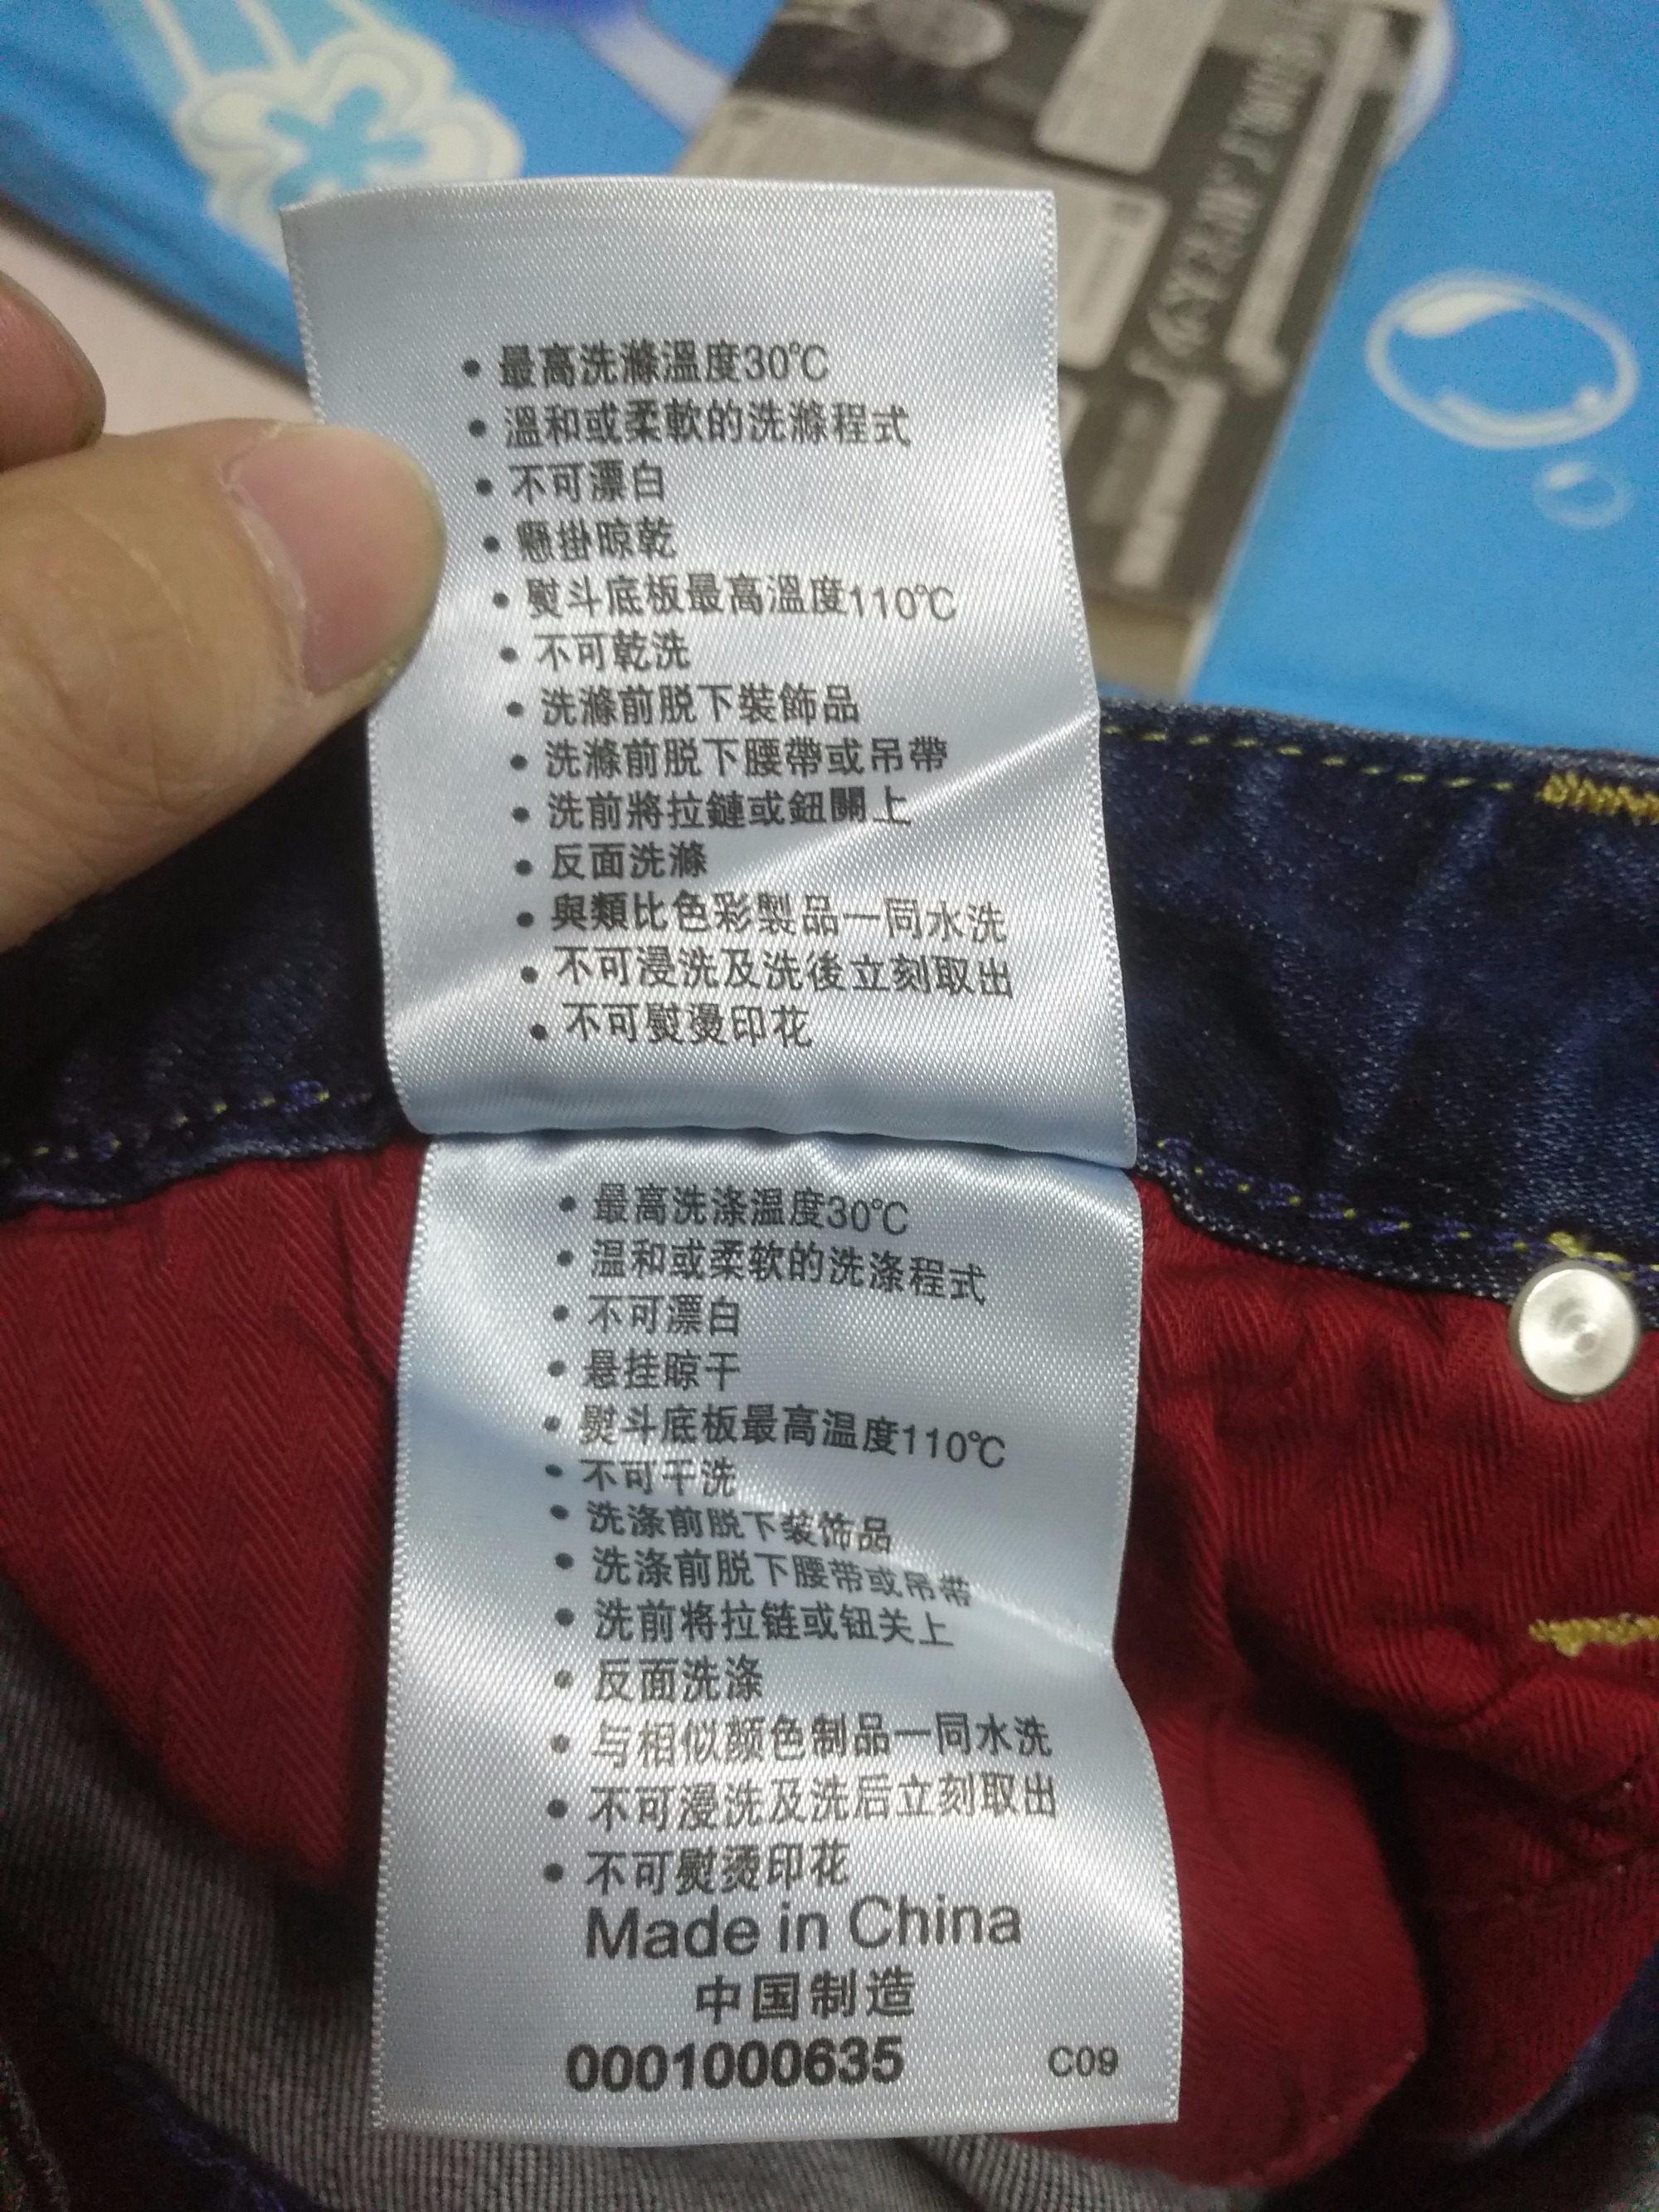 • 最高洗滌溫度30℃
• 溫和或柔軟的洗滌程式
• 不可漂白
• 懸掛晾乾
• 熨斗底板最高溫度110℃
• 不可乾洗
• 洗滌前脱下裝飾品
• 洗滌前脱下腰帶或吊帶
• 洗前將拉鏈或鈕關上
• 反面洗滌
• 與類比色彩製品一同水洗
• 不可浸洗及洗後立刻取出
• 不可熨燙印花
• 最高洗涤温度30℃
• 温和或柔软的洗涤程式
• 不可漂白
• 悬挂晾干
• 熨斗底板最高温度110℃
• 不可干洗
• 洗涤前脱下装饰品
• 洗涤前脱下腰带或吊带
• 洗前将拉链或钮关上
• 反面洗涤
• 与相似颜色制品一同水洗
• 不可浸洗及洗后立刻取出
• 不可熨烫印花
Made in China
中国制造
0001000635 C09